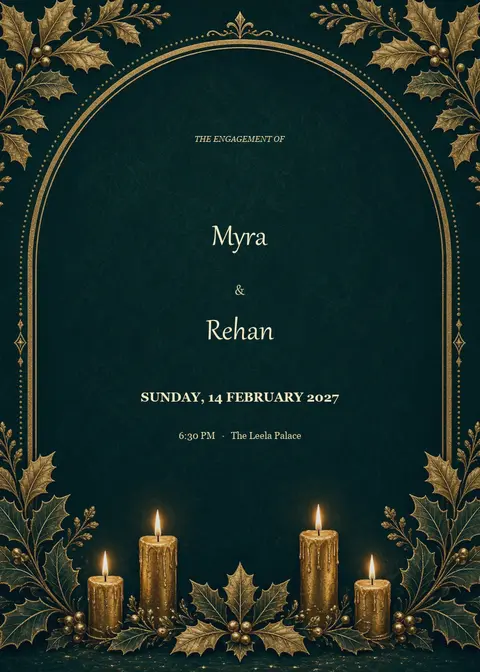 THE ENGAGEMENT OF
Myra
&
Rehan
SUNDAY, 14 FEBRUARY 2027
6:30 PM · The Leela Palace